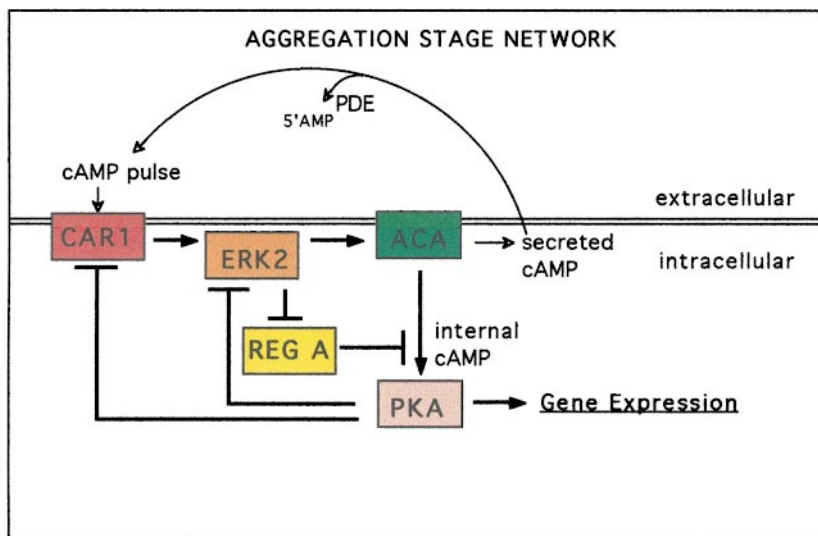 AGGREGATION STAGE NETWORK
PDE
5'AMP
cAMP pulse
extracellular
CAR1
ERK2
ACA
secreted
cAMP
intracellular
REG A
internal
cAMP
PKA
Gene Expression